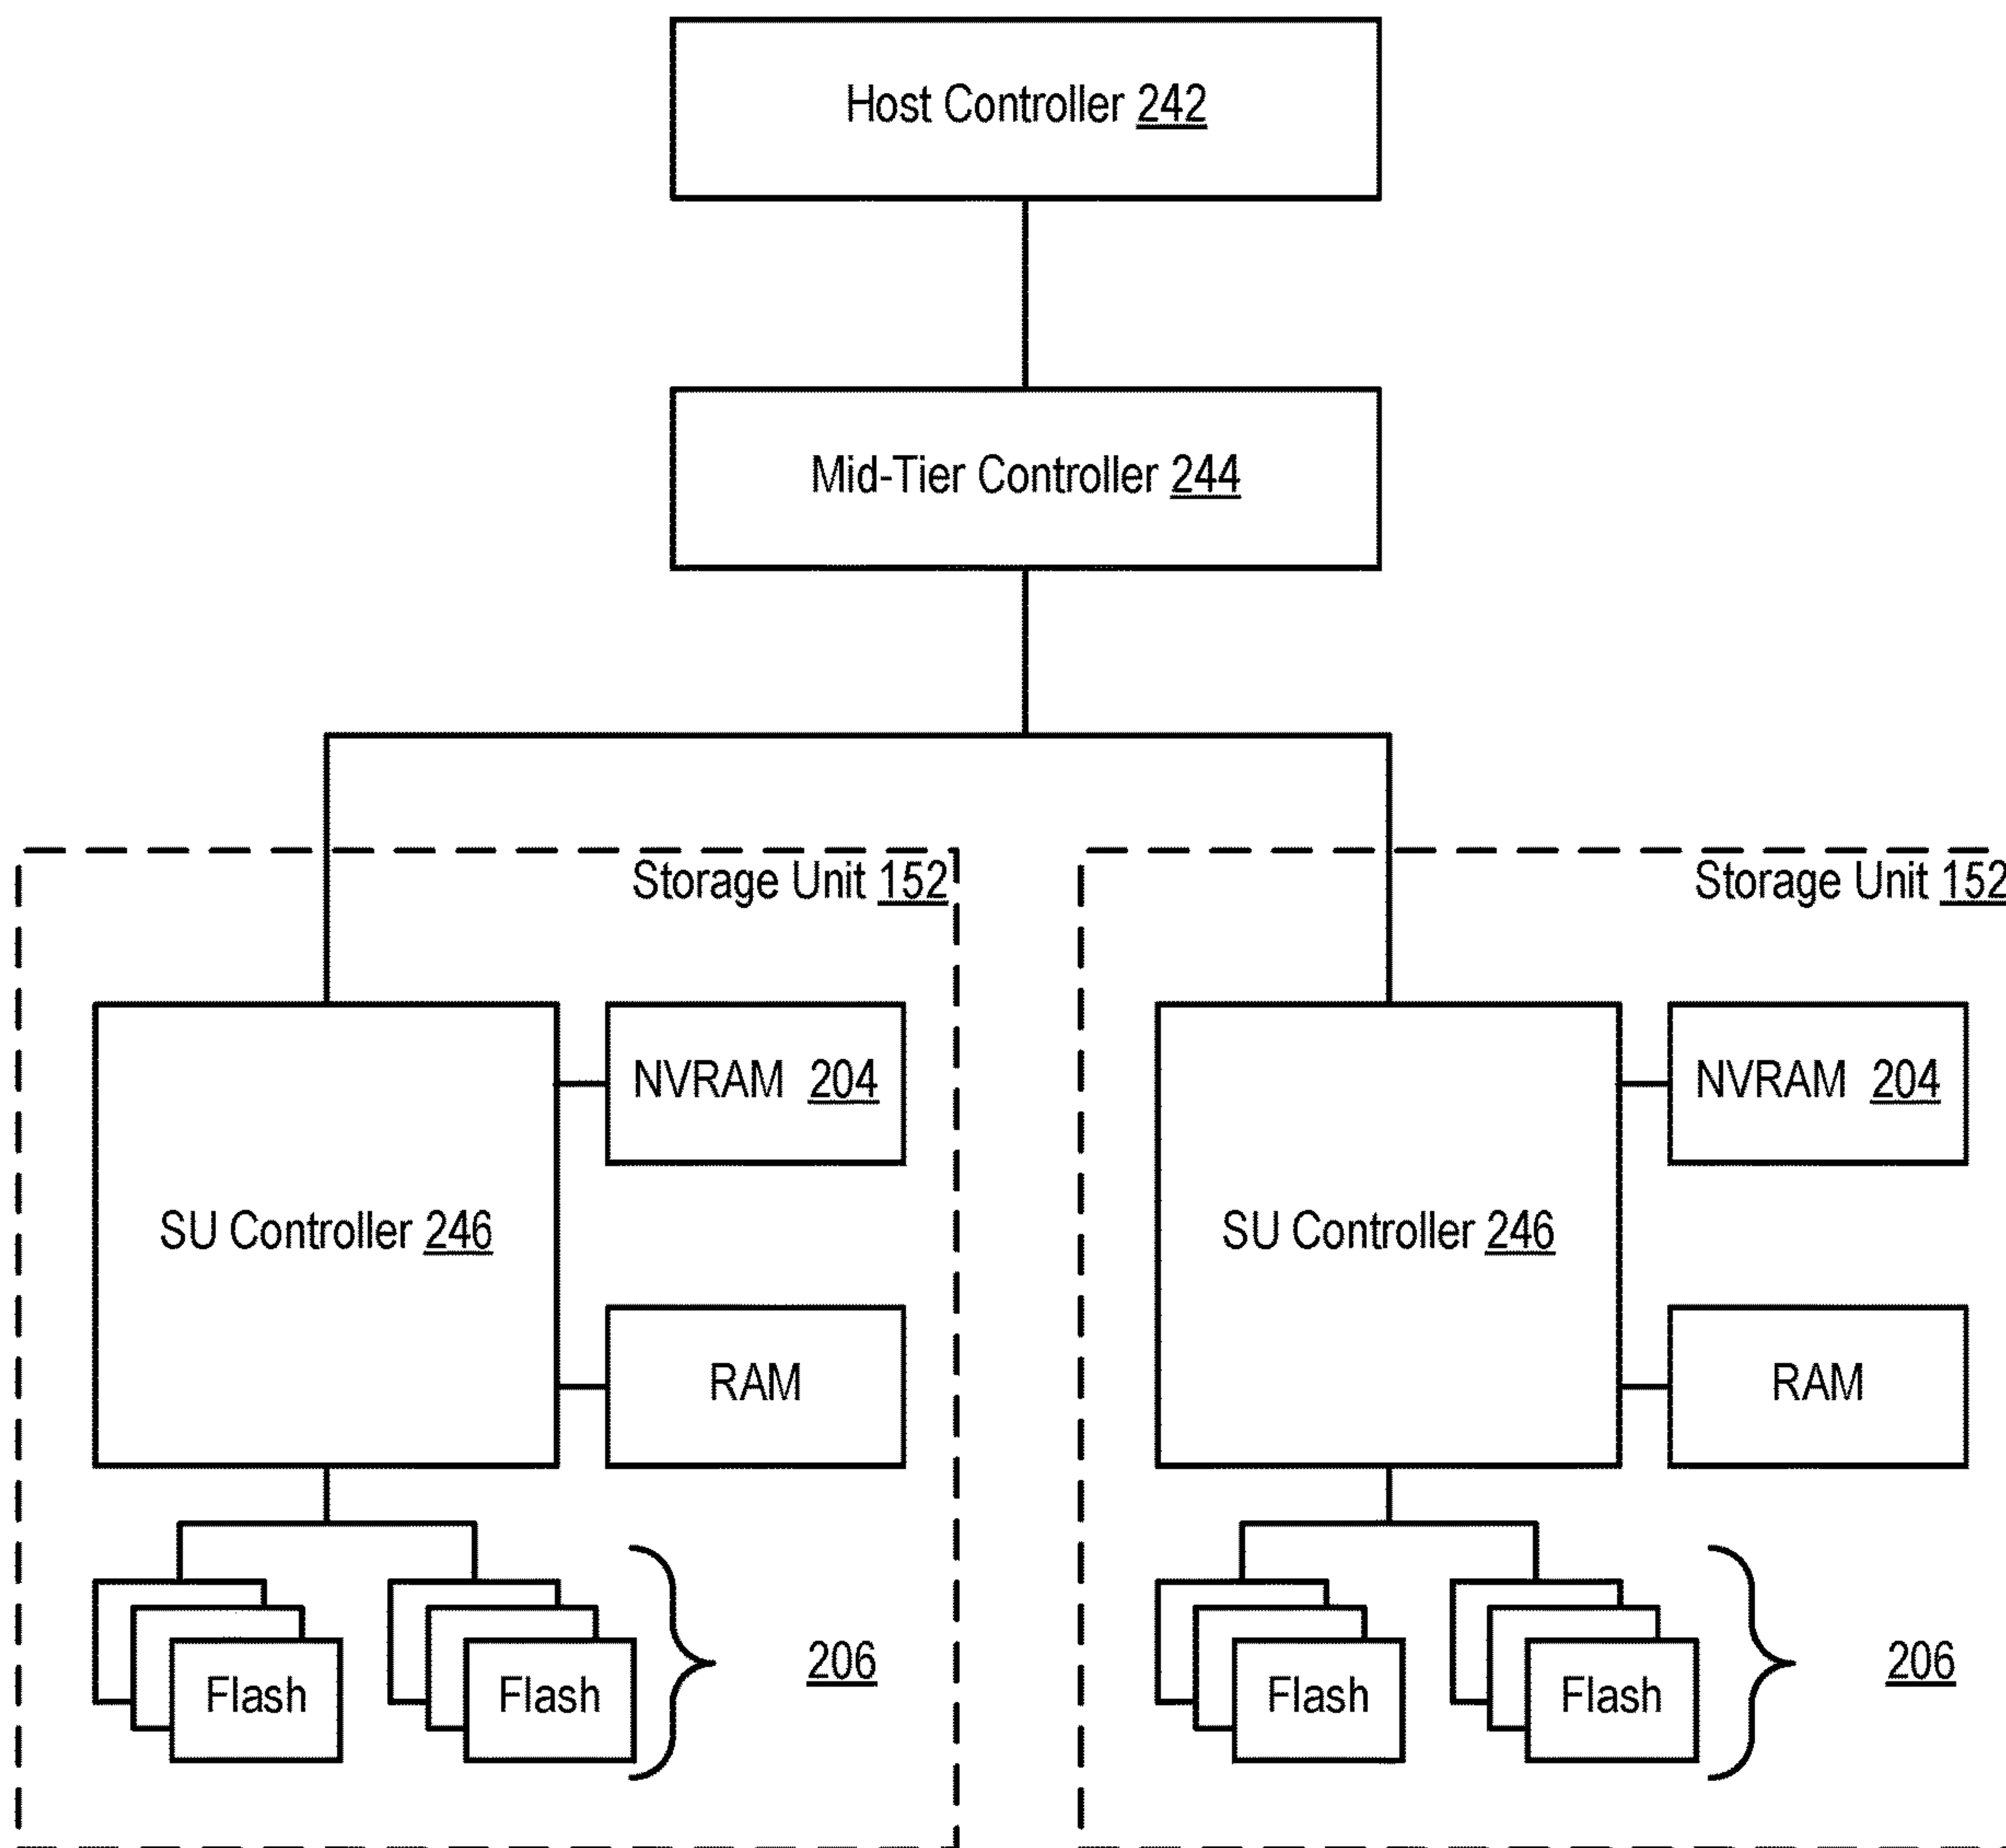 Host Controller 242
Mid-Tier Controller 244
Storage Unit 152
Storage Unit 152
NVRAM 204
NVRAM 204
SU Controller 246
SU Controller 246
RAM
RAM
Flash
Flash
206
Flash
Flash
206